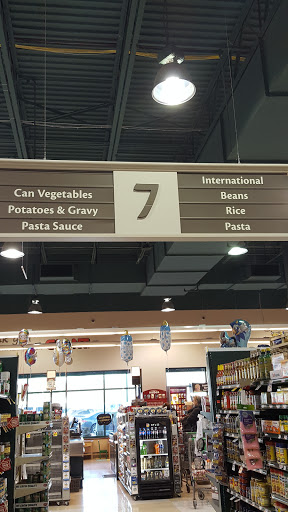 Can Vegetables
Potatoes & Gravy
Pasta Sauce
7
International
Beans
Rice
Pasta